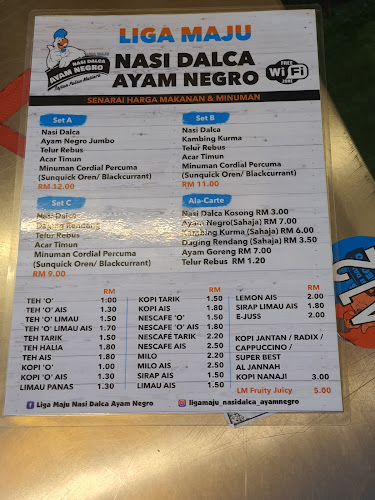 LIGA MAJU
NASI DALCA
AYAM NEGRO
LIGA MAJU
NASI DALCA
AYAM NEGRO
FREE
WiFi
ZONE
SENARAI HARGA MAKANAN & MINUMAN
Set A
Nasi Dalca
Ayam Negro Jumbo
Telur Rebus
Acar Timun
Minuman Cordial Percuma
(Sunquick Oren/ Blackcurrant)
RM 12.00
Set B
Nasi Dalca
Kambing Kurma
Telur Rebus
Acar Timun
Minuman Cordial Percuma
(Sunquick Oren/ Blackcurrant)
RM 11.00
Set C
Nasi Dalca
Daging Rendang
Telur Rebus
Acar Timun
Minuman Cordial Percuma
(Sunquick Oren/ Blackcurrant)
RM 9.00
Ala-Carte
Nasi Dalca Kosong RM 3.00
Ayam Negro(Sahaja) RM 7.00
Kambing Kurma (Sahaja) RM 6.00
Daging Rendang (Sahaja) RM 3.50
Ayam Goreng RM 7.00
Telur Rebus RM 1.20
RM
TEH 'O' 1.00
TEH 'O' AIS 1.30
TEH 'O' LIMAU 1.50
TEH 'O' LIMAU AIS 1.70
TEH TARIK 1.50
TEH HALIA 1.80
TEH AIS 1.80
KOPI 'O' 1.00
KOPI 'O' AIS 1.30
LIMAU PANAS 1.30
RM
KOPI TARIK 1.50
KOPI AIS 1.80
NESCAFE 'O' 1.50
NESCAFE 'O' AIS 2.00
NESCAFE TARIK 2.20
NESCAFE AIS 2.50
MILO 2.20
MILO AIS 2.50
SIRAP AIS 1.50
LIMAU AIS 1.50
RM
LEMON AIS 2.00
SIRAP LIMAU AIS 1.80
E-JUSS 2.00
KOPI JANTAN / RADIX /
CAPPUCINO /
SUPER BEST
AL JANNAH
KOPI NANAJI 3.00
LM Fruity Juicy 5.00
Liga Maju Nasi Dalca Ayam Negro
ligamaju_nasidalca_ayamnegro